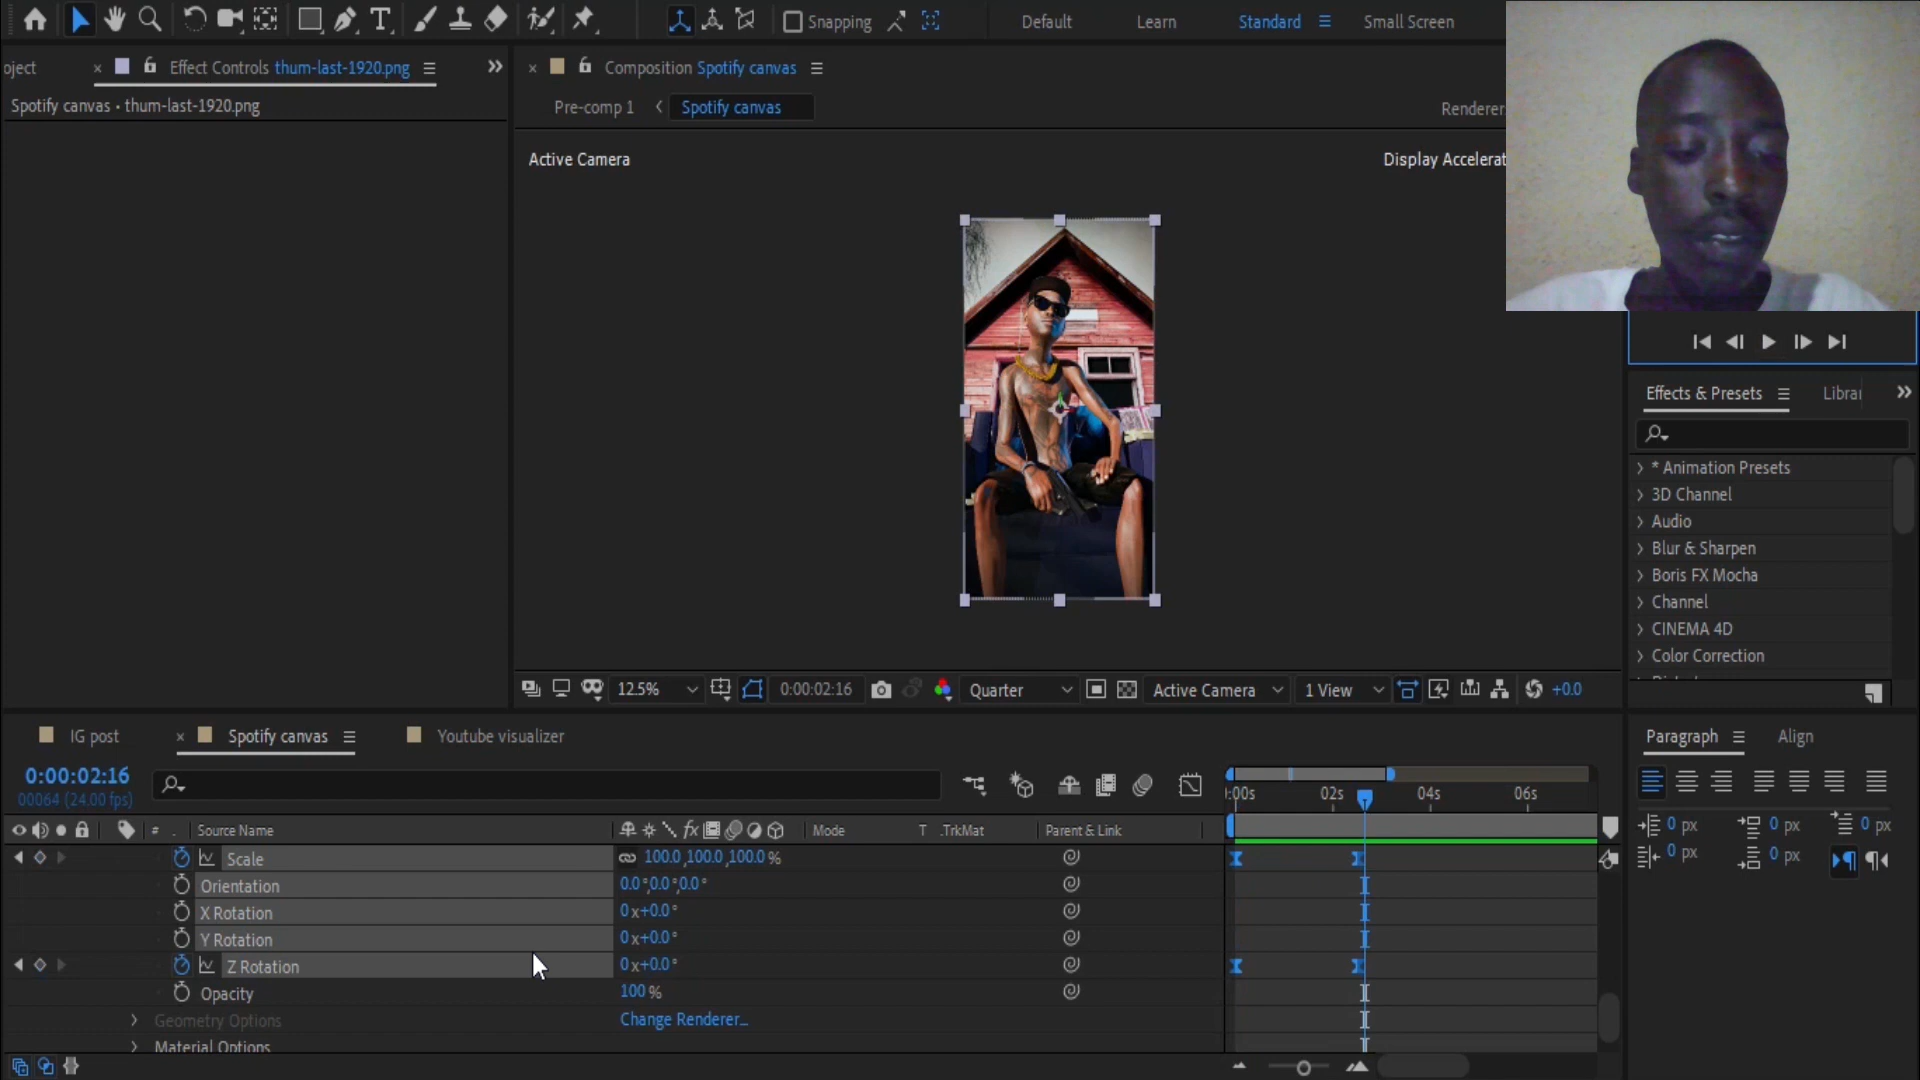 Snapping
Default
Learn
Standard
Small Screen
oject
Effect Controls thum-last-1920.png
Composition Spotify canvas
Spotify canvas • thum-last-1920.png
Pre-comp 1
Spotify canvas
Renderer:
Active Camera
Display Accelerat
12.5%
0:00:02:16
Quarter
Active Camera
1 View
+0.0
Effects & Presets
Librar
* Animation Presets
3D Channel
Audio
Blur & Sharpen
Boris FX Mocha
Channel
CINEMA 4D
Color Correction
IG post
Spotify canvas
Youtube visualizer
Paragraph
Align
0:00:02:16
00064 (24.00 fps)
:00s
02s
04s
06s
0 px
0 px
0 px
0 px
0 px
# .
Source Name
Mode
T .TrkMat
Parent & Link
Scale
100.0,100.0,100.0 %
Orientation
0.0°,0.0°,0.0°
X Rotation
0x+0.0°
Y Rotation
0x+0.0°
Z Rotation
0x+0.0°
Opacity
100 %
Geometry Options
Change Renderer...
Material Options